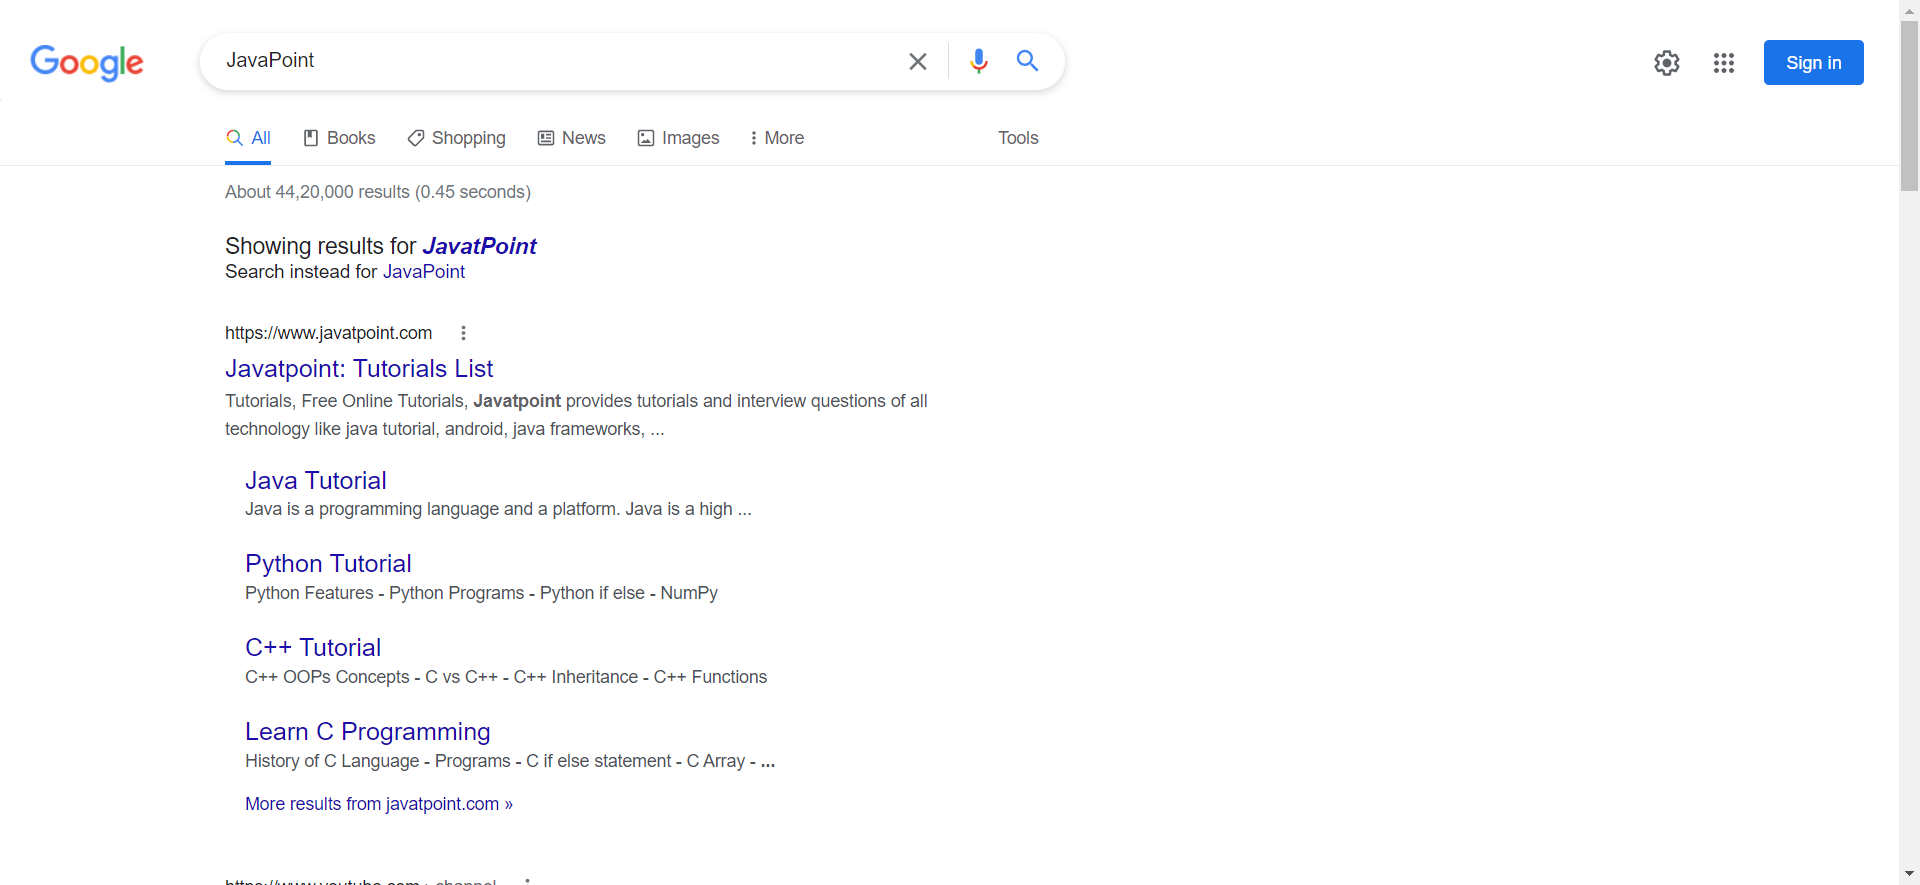 Google
JavaPoint
Sign in
All Books Shopping News Images More Tools
About 44,20,000 results (0.45 seconds)
Showing results for JavatPoint
Search instead for JavaPoint
https://www.javatpoint.com
Javatpoint: Tutorials List
Tutorials, Free Online Tutorials, Javatpoint provides tutorials and interview questions of all
technology like java tutorial, android, java frameworks, ...
Java Tutorial
Java is a programming language and a platform. Java is a high ...
Python Tutorial
Python Features - Python Programs - Python if else - NumPy
C++ Tutorial
C++ OOPs Concepts - C vs C++ - C++ Inheritance - C++ Functions
Learn C Programming
History of C Language - Programs - C if else statement - C Array - ...
More results from javatpoint.com »
https://www.youtube.com › channel